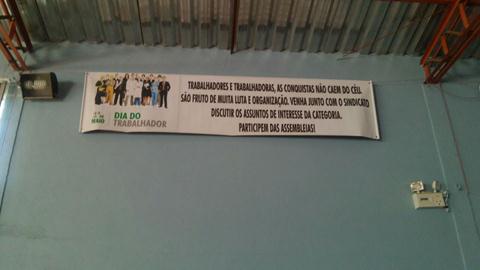 TRABALHADORES E TRABALHADORAS, AS CONQUISTAS NÃO CAEM DO CÉU.
SÃO FRUTO DE MUITA LUTA E ORGANIZAÇÃO. VENHA JUNTO COM O SINDICATO
DISCUTIR OS ASSUNTOS DE INTERESSE DA CATEGORIA.
PARTICIPEM DAS ASSEMBLEIAS!
MAIO
DIA DO
TRABALHADOR